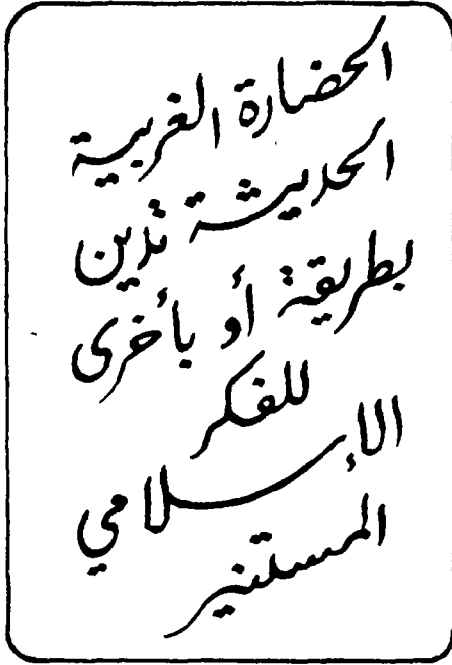 الحضارة الغربية
الحديثة تدين
بطريقة أو بأخرى
للفكر
الإسلامي
المستنير